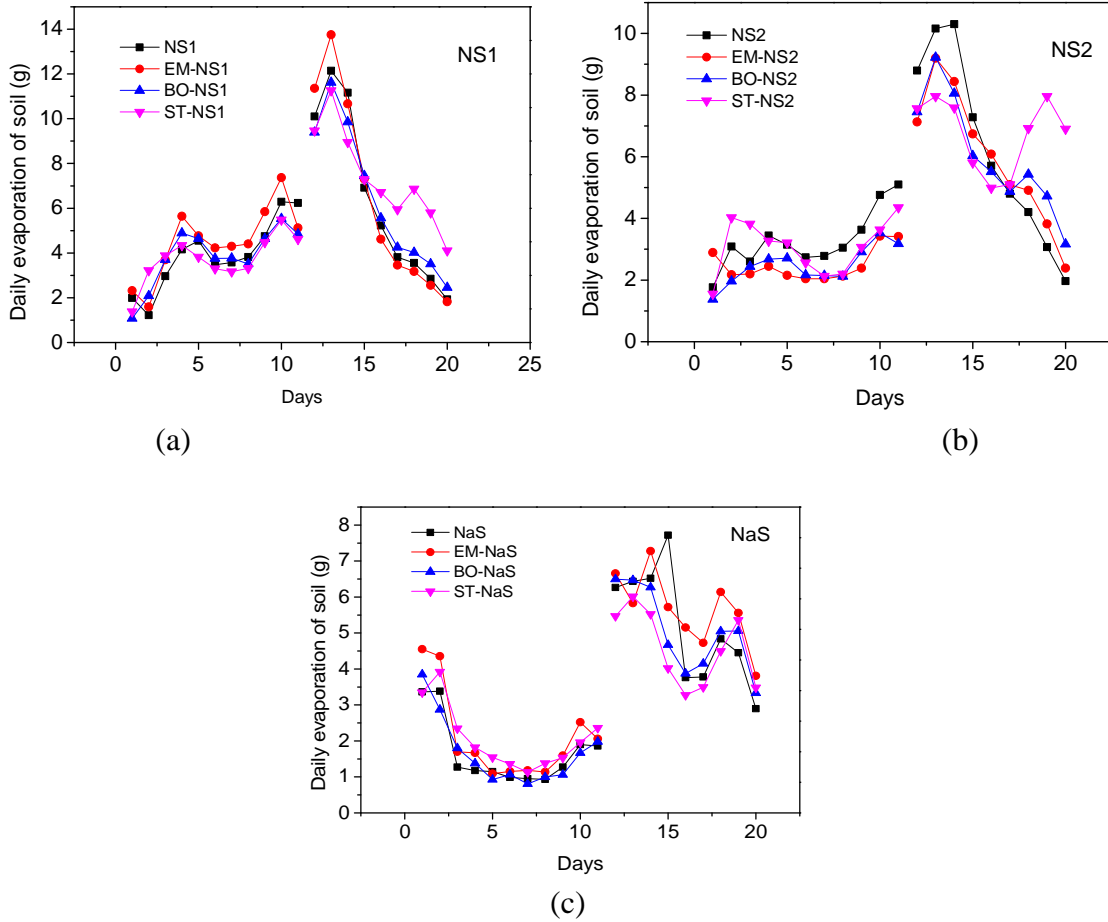 14
12
10
8
6
4
2
0
Daily evaporation of soil (g)
NS1
EM-NS1
BO-NS1
ST-NS1
NS1
0 5 10 15 20 25
Days
(a)
10
8
6
4
2
0
Daily evaporation of soil (g)
NS2
EM-NS2
BO-NS2
ST-NS2
NS2
0 5 10 15 20
Days
(b)
8
7
6
5
4
3
2
1
0
Daily evaporation of soil (g)
NaS
EM-NaS
BO-NaS
ST-NaS
NaS
0 5 10 15 20
Days
(c)